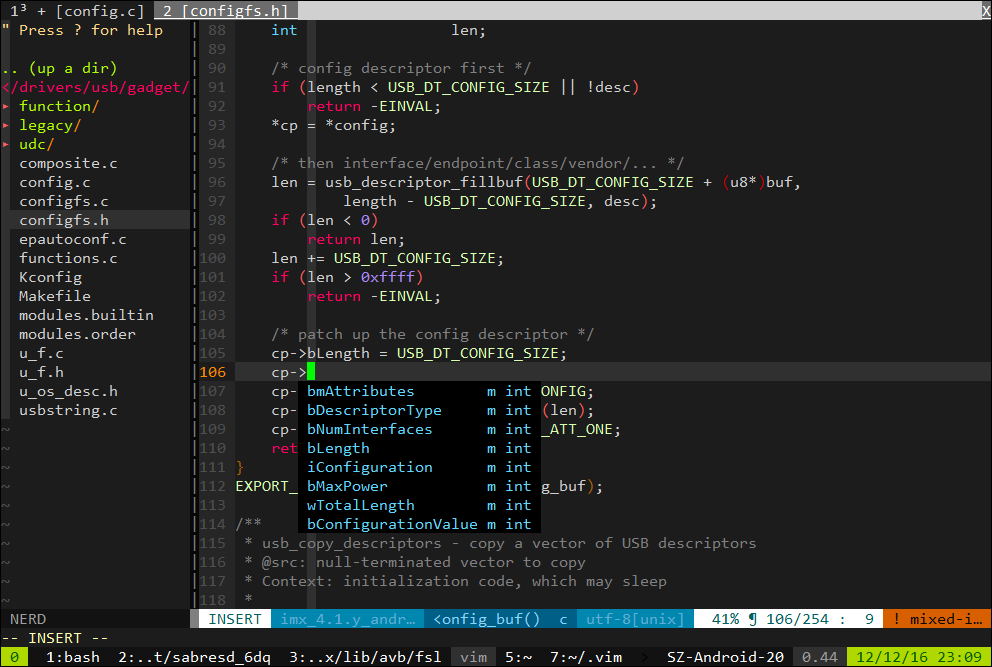 1³ + [config.c] 2 [configfs.h] X
" Press ? for help
.. (up a dir)
</drivers/usb/gadget/
▸ function/
▸ legacy/
▸ udc/
composite.c
config.c
configfs.c
configfs.h
epautoconf.c
functions.c
Kconfig
Makefile
modules.builtin
modules.order
u_f.c
u_f.h
u_os_desc.h
usbstring.c
~
~
~
~
~
~
~
~
~
~
88 int len;
89
90 /* config descriptor first */
91 if (length < USB_DT_CONFIG_SIZE || !desc)
92 return -EINVAL;
93 *cp = *config;
94
95 /* then interface/endpoint/class/vendor/... */
96 len = usb_descriptor_fillbuf(USB_DT_CONFIG_SIZE + (u8*)buf,
97 length - USB_DT_CONFIG_SIZE, desc);
98 if (len < 0)
99 return len;
100 len += USB_DT_CONFIG_SIZE;
101 if (len > 0xffff)
102 return -EINVAL;
103
104 /* patch up the config descriptor */
105 cp->bLength = USB_DT_CONFIG_SIZE;
106 cp->
107 cp- bmAttributes m int ONFIG;
108 cp- bDescriptorType m int (len);
109 cp- bNumInterfaces m int _ATT_ONE;
110 ret bLength m int
111 } iConfiguration m int
112 EXPORT_ bMaxPower m int g_buf);
113 wTotalLength m int
114 /** bConfigurationValue m int
115 * usb_copy_descriptors - copy a vector of USB descriptors
116 * @src: null-terminated vector to copy
117 * Context: initialization code, which may sleep
118 *
NERD INSERT imx_4.1.y_andr… <config_buf() c utf-8[unix] 41% ¶ 106/254 : 9 ! mixed-i…
-- INSERT --
0 1:bash 2:..t/sabresd_6dq 3:..x/lib/avb/fsl vim 5:~ 7:~/.vim SZ-Android-20 0.44 12/12/16 23:09